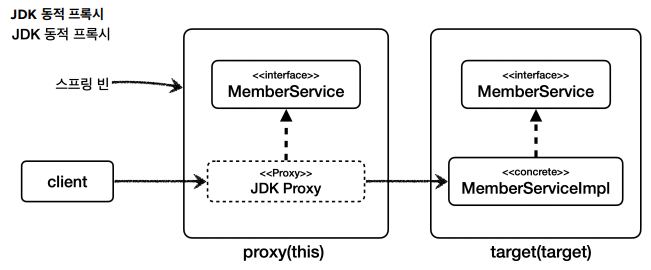 JDK 동적 프록시
JDK 동적 프록시
스프링 빈
<<interface>>
MemberService
<<interface>>
MemberService
client
<<Proxy>>
JDK Proxy
<<concrete>>
MemberServiceImpl
proxy(this)
target(target)